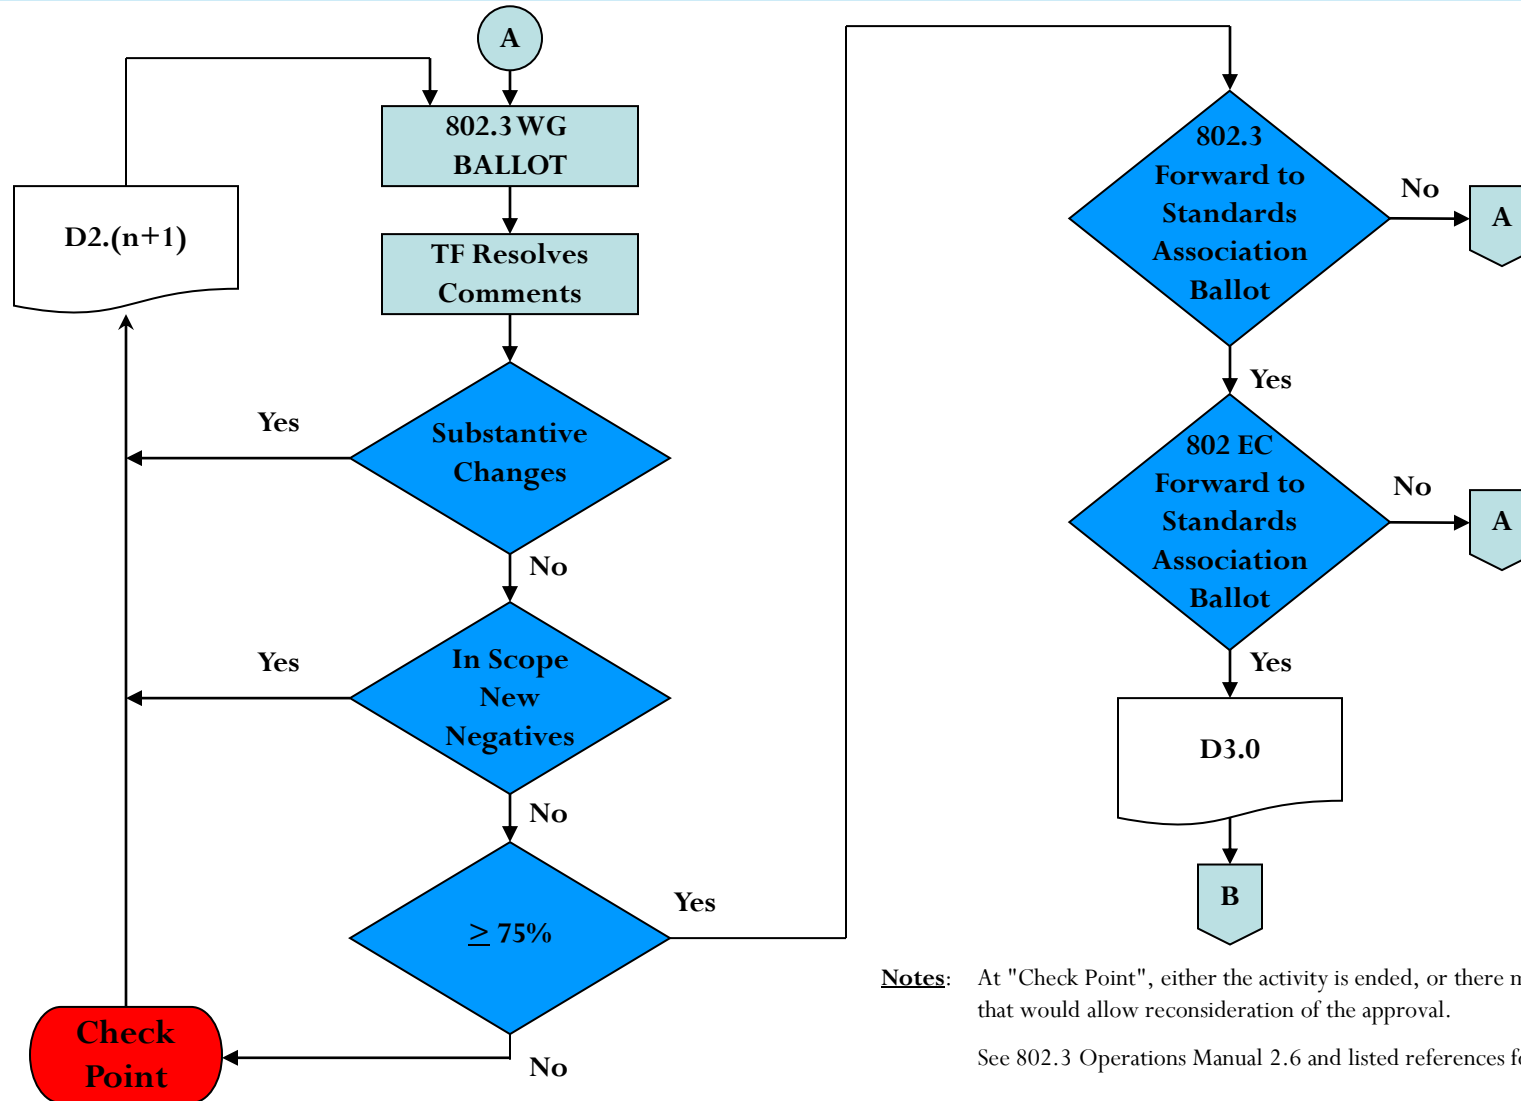 A
802.3 WG
BALLOT
D2.(n+1)
TF Resolves
Comments
Yes
Substantive
Changes
No
Yes
In Scope
New
Negatives
No
≥ 75%
Yes
No
Check
Point
802.3
Forward to
Standards
Association
Ballot
No
A
Yes
802 EC
Forward to
Standards
Association
Ballot
No
A
Yes
D3.0
B
Notes: At "Check Point", either the activity is ended, or there
that would allow reconsideration of the approval.
See 802.3 Operations Manual 2.6 and listed references